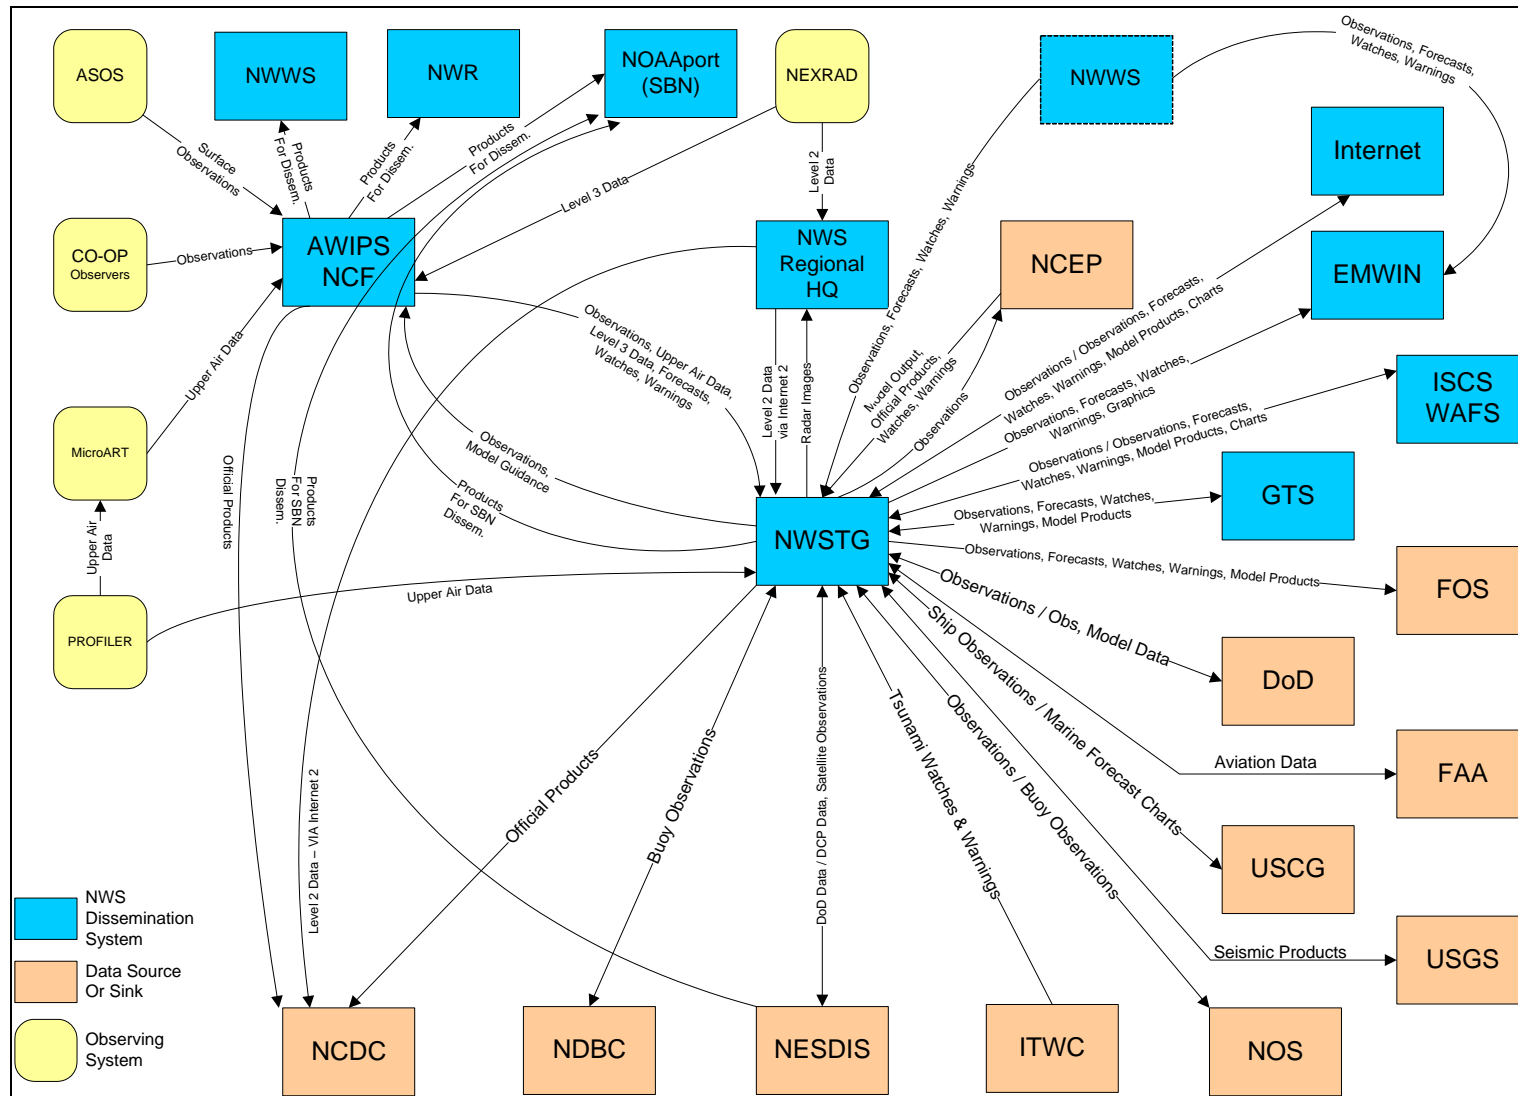 ASOS
NWWS
NWR
NOAAport
(SBN)
NEXRAD
NWWS
Observations, Forecasts,
Watches, Warnings
Internet
Surface
Observations
Products
For Dissem.
Products
For Dissem.
Products
For Dissem.
Level 3 Data
Level 2
Data
Observations, Forecasts, Watches, Warnings
CO-OP
Observers
Observations
AWIPS
NCF
NWS
Regional
HQ
NCEP
EMWIN
Upper Air Data
Observations, Upper Air Data,
Level 3 Data, Forecasts,
Watches, Warnings
Level 2 Data
via Internet 2
Radar Images
Model Output,
Official Products,
Watches, Warnings
Observations
Observations / Observations, Forecasts,
Watches, Warnings, Model Products, Charts
Observations, Forecasts, Watches,
Warnings, Graphics
ISCS
WAFS
MicroART
Observations,
Model Guidance
Products
For SBN
Dissem.
Observations / Observations, Forecasts,
Watches, Warnings, Model Products, Charts
GTS
Official Products
Products
For SBN
Dissem.
NWSTG
Observations, Forecasts, Watches,
Warnings, Model Products
Observations, Forecasts, Watches, Warnings, Model Products
FOS
Upper Air
Data
Upper Air Data
PROFILER
Observations / Obs, Model Data
DoD
Ship Observations / Marine Forecast Charts
Aviation Data
FAA
Level 2 Data – VIA Internet 2
Official Products
Buoy Observations
DoD Data / DCP Data, Satellite Observations
Tsunami Watches & Warnings
Observations / Buoy Observations
USCG
Seismic Products
USGS
NWS
Dissemination
System
Data Source
Or Sink
Observing
System
NCDC
NDBC
NESDIS
ITWC
NOS